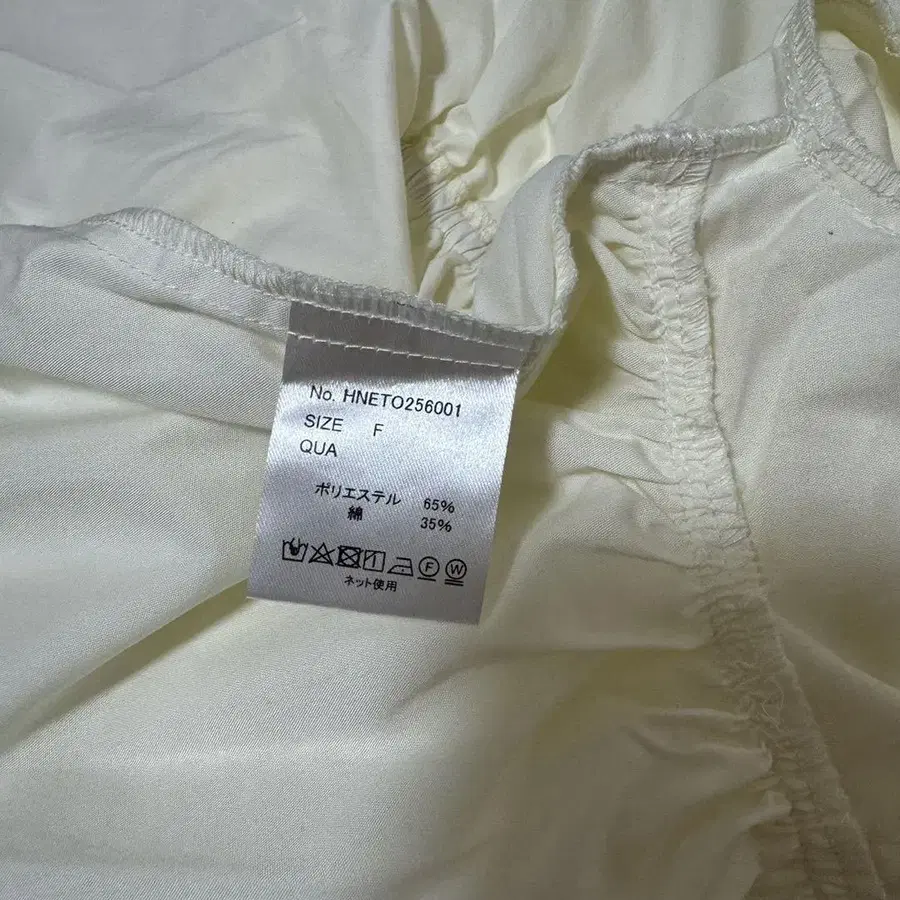 No. HNETO256001
SIZE F
QUA
ポリエステル 65%
綿 35%
F W
ネット使用